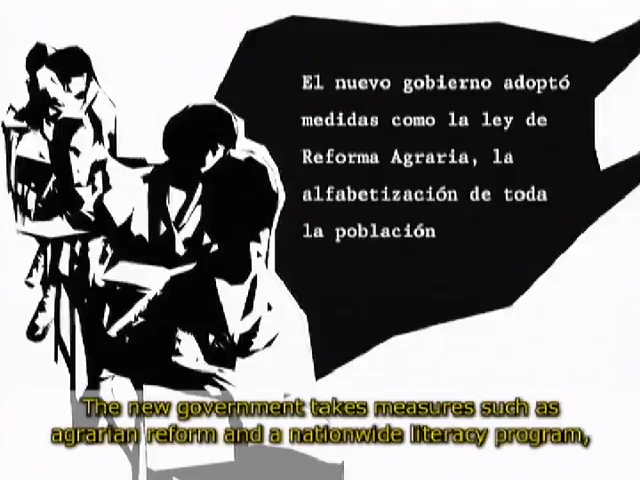 El nuevo gobierno adoptó
medidas como la ley de
Reforma Agraria, la
alfabetización de toda
la población
The new government takes measures such as
agrarian reform and a nationwide literacy program,